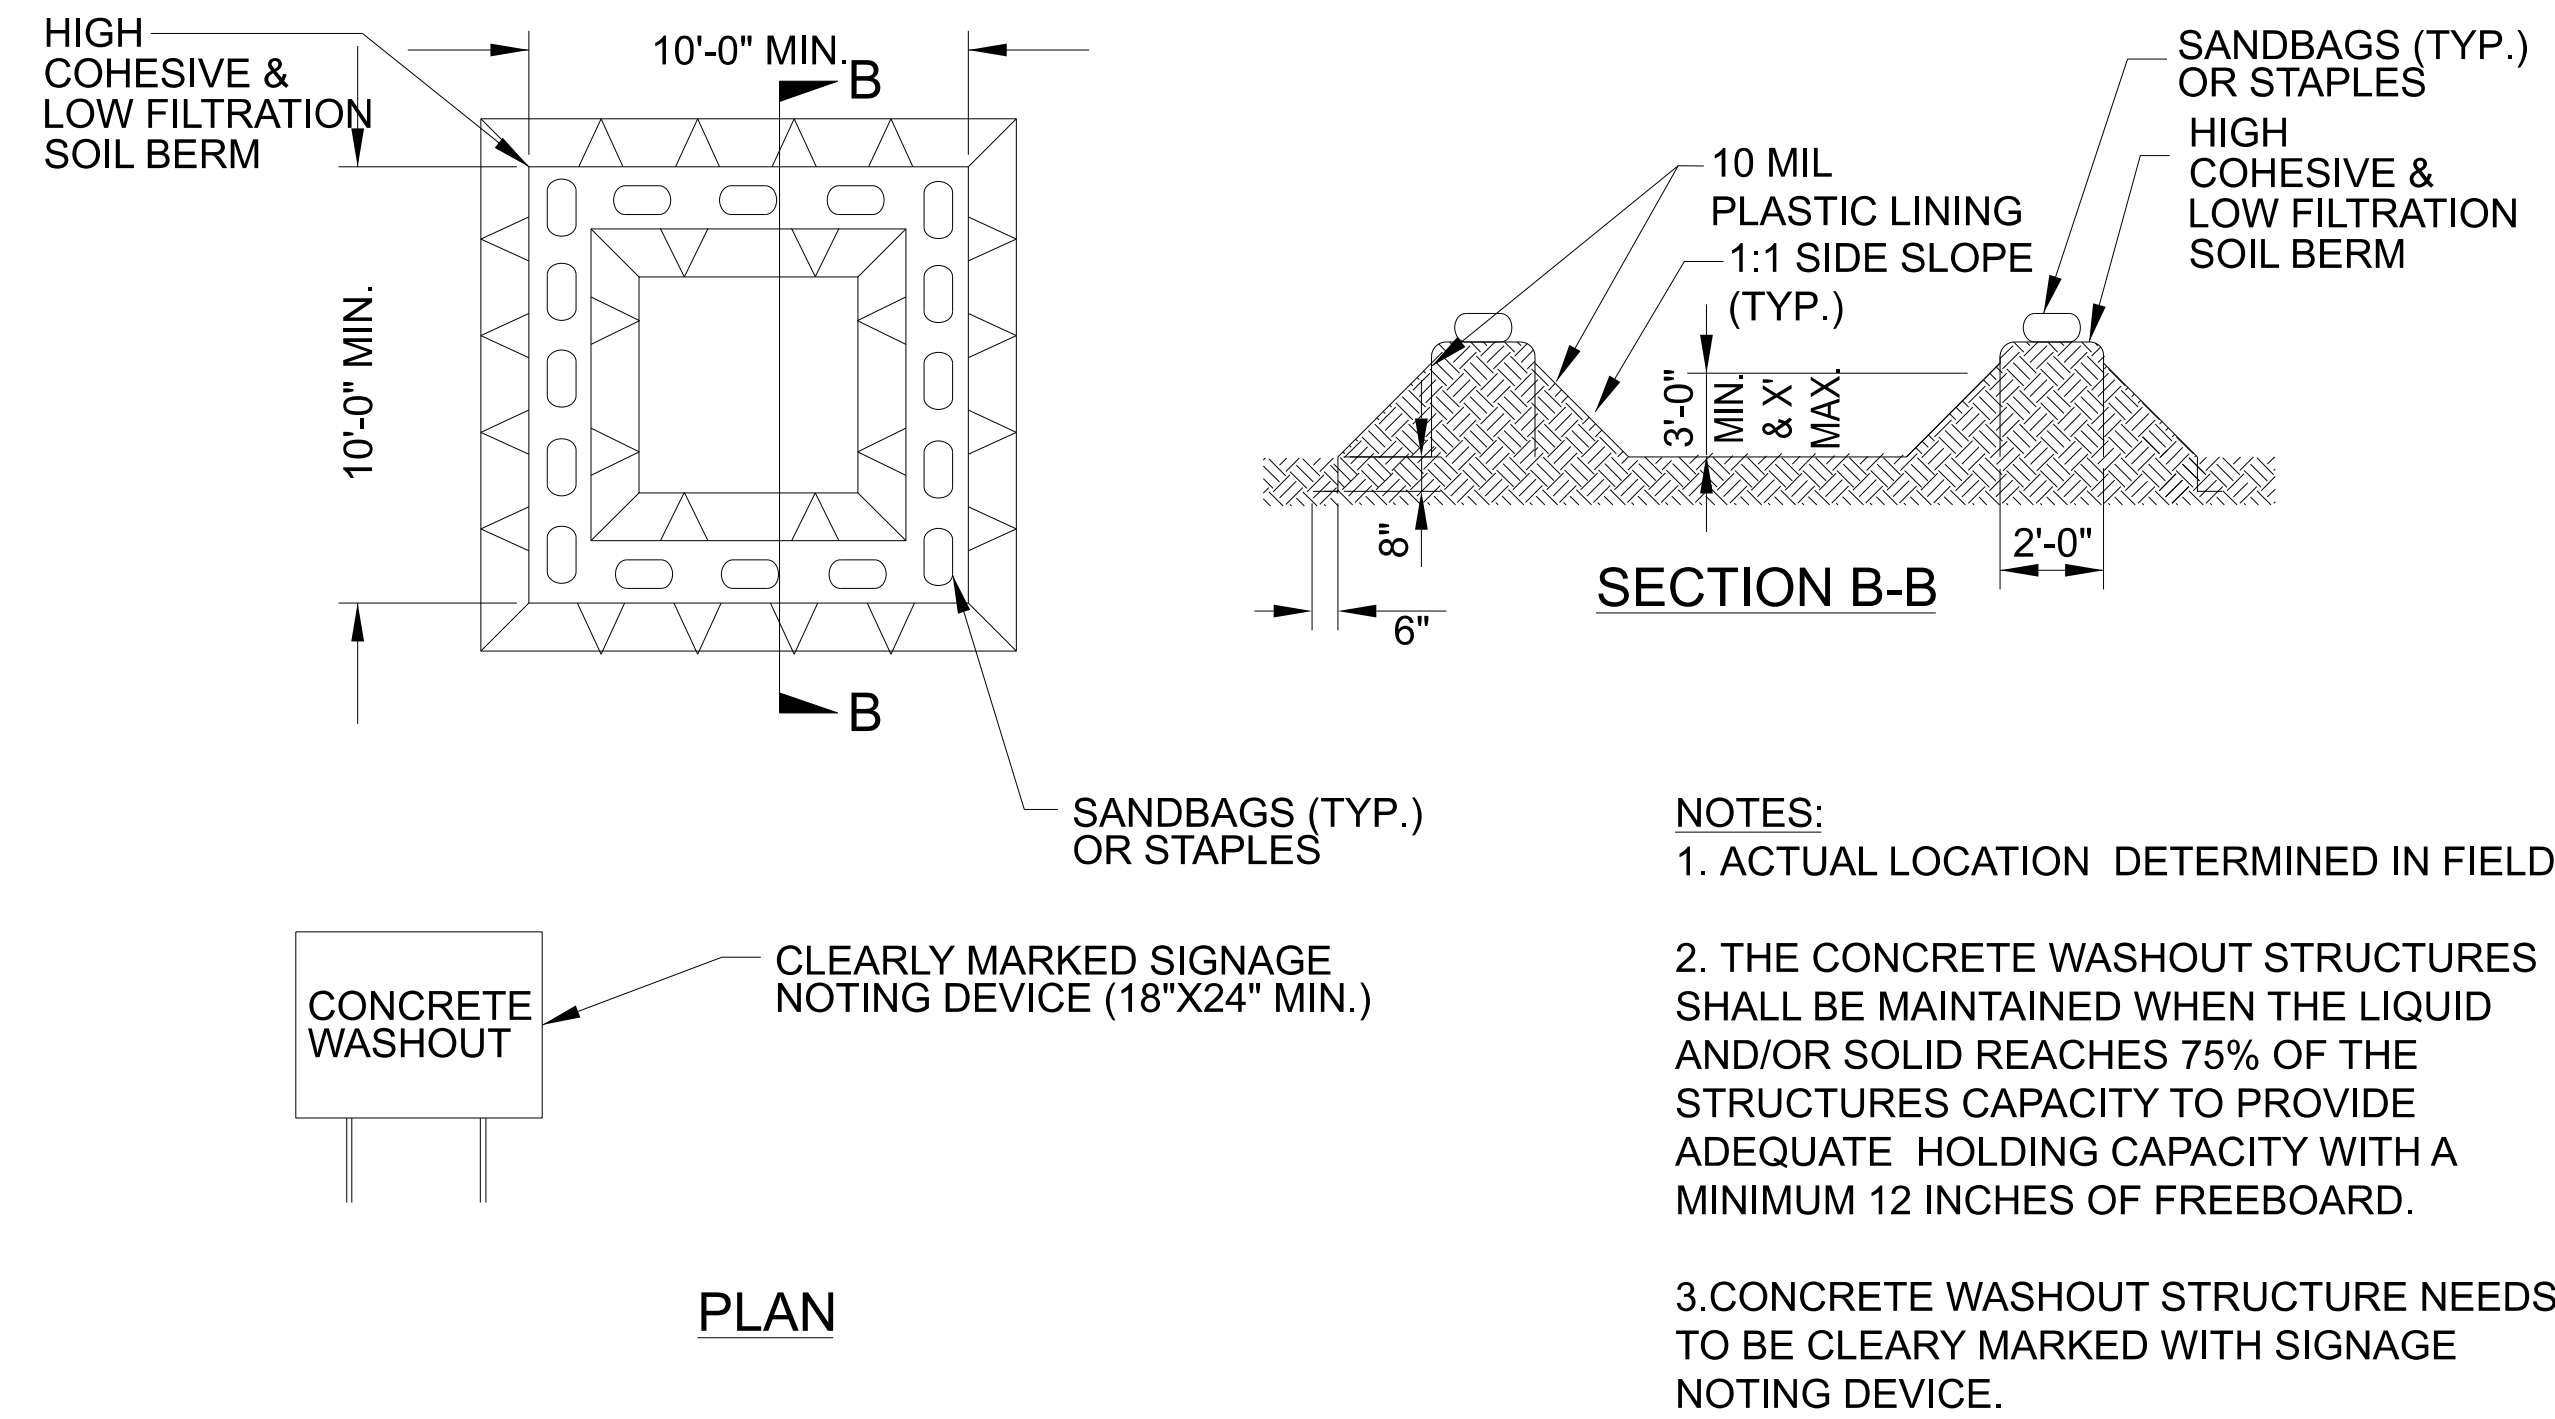 HIGH
COHESIVE &
LOW FILTRATION
SOIL BERM
10'-0" MIN.
B
10'-0" MIN.
B
SANDBAGS (TYP.)
OR STAPLES
CONCRETE
WASHOUT
CLEARLY MARKED SIGNAGE
NOTING DEVICE (18"X24" MIN.)
PLAN
SANDBAGS (TYP.)
OR STAPLES
HIGH
COHESIVE &
LOW FILTRATION
SOIL BERM
10 MIL
PLASTIC LINING
1:1 SIDE SLOPE
(TYP.)
3'-0"
MIN.
& X'
MAX.
8"
6"
2'-0"
SECTION B-B
NOTES:
1. ACTUAL LOCATION DETERMINED IN FIELD
2. THE CONCRETE WASHOUT STRUCTURES
SHALL BE MAINTAINED WHEN THE LIQUID
AND/OR SOLID REACHES 75% OF THE
STRUCTURES CAPACITY TO PROVIDE
ADEQUATE HOLDING CAPACITY WITH A
MINIMUM 12 INCHES OF FREEBOARD.
3.CONCRETE WASHOUT STRUCTURE NEEDS
TO BE CLEARY MARKED WITH SIGNAGE
NOTING DEVICE.